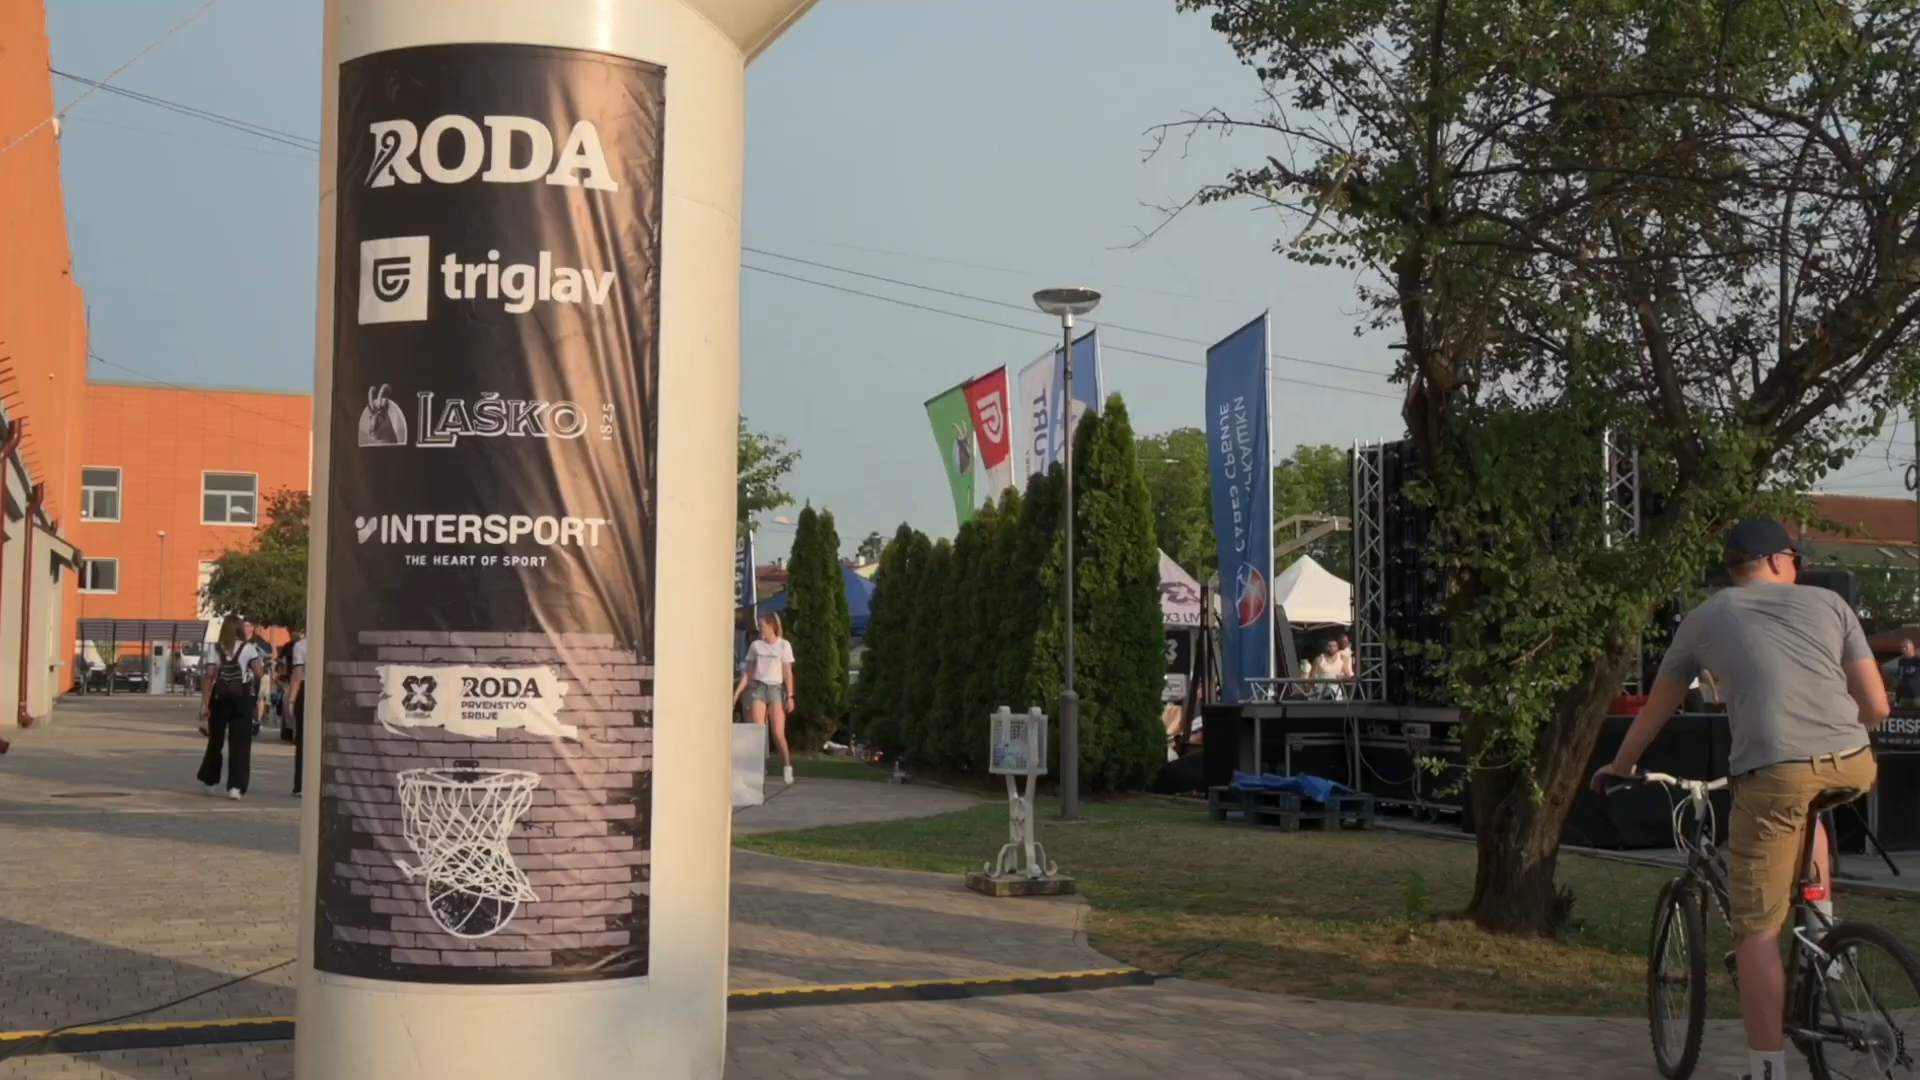 RODA
triglav
LAŠKO
1825
INTERSPORT
THE HEART OF SPORT
RODA
PRVENSTVO
SRBIJE